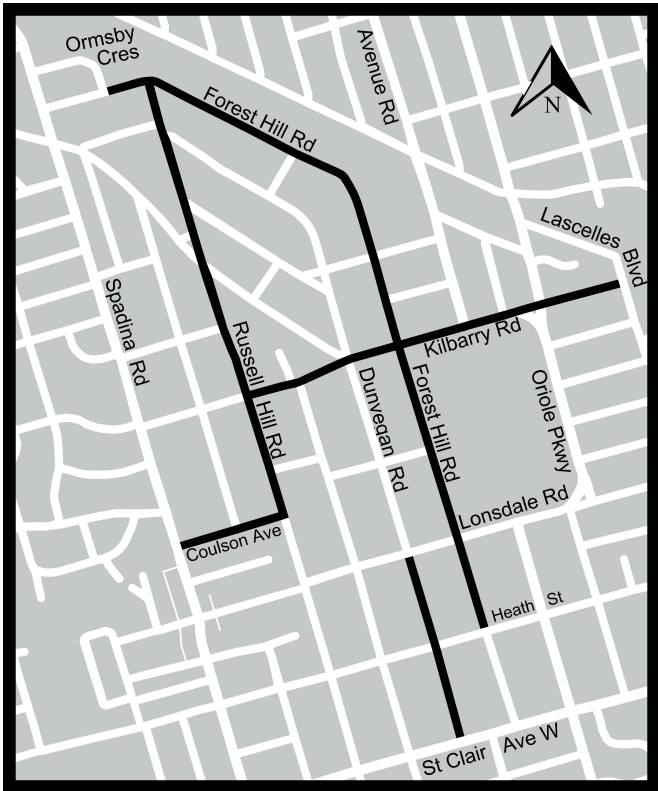 Ormsby
Cres
Avenue Rd
Forest Hill Rd
N
Lascelles
Blvd
Spadina Rd
Russell
Hill Rd
Kilbarry Rd
Dunvegan Rd
Forest Hill Rd
Oriole Pkwy
Lonsdale Rd
Coulson Ave
Heath St
St Clair Ave W